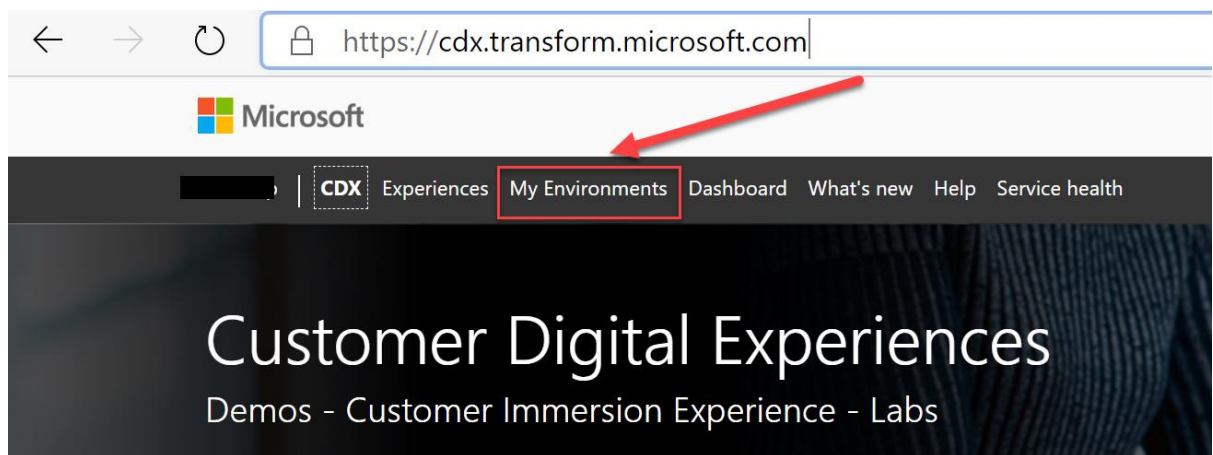 https://cdx.transform.microsoft.com
Microsoft
CDX Experiences My Environments Dashboard What's new Help Service health
Customer Digital Experiences
Demos - Customer Immersion Experience - Labs